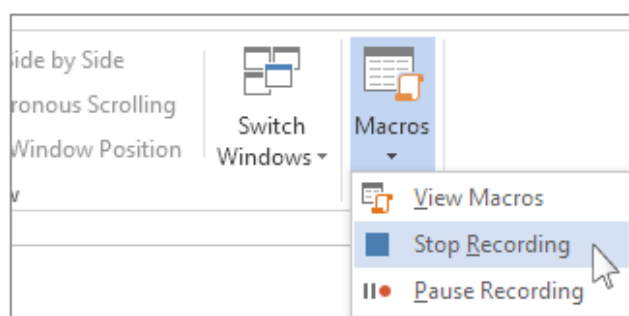 ide by Side
ronous Scrolling
Window Position
Switch
Windows
Macros
View Macros
Stop Recording
Pause Recording